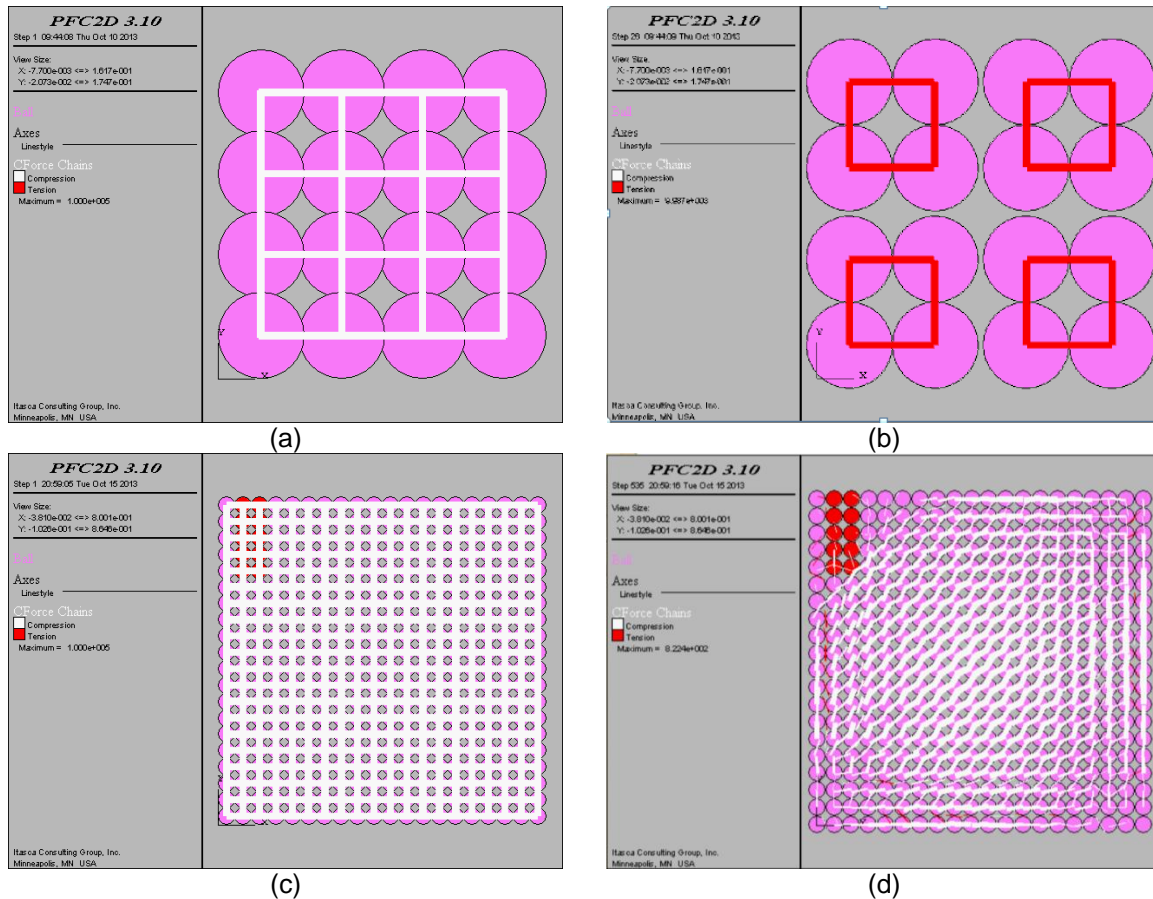 PFC2D 3.10
Step 1 09:44:08 Thu Oct 10 2013
View Size:
X: -7.700e-003 <=> 1.617e-001
Y: -2.073e-002 <=> 1.747e-001
Ball
Axes
Linestyle
CForce Chains
Compression
Tension
Maximum = 1.000e+005
Y
X
Itasca Consulting Group, Inc.
Minneapolis, MN USA
(a)
PFC2D 3.10
Step 29 09:44:09 Thu Oct 10 2013
View Size:
X: -7.700e-003 <=> 1.617e-001
Y: -2.073e-002 <=> 1.747e-001
Ball
Axes
Linestyle
CForce Chains
Compression
Tension
Maximum = 9.987e+003
Y
X
Itasca Consulting Group, Inc.
Minneapolis, MN USA
(b)
PFC2D 3.10
Step 1 20:59:05 Tue Oct 15 2013
View Size:
X: -3.810e-002 <=> 8.001e-001
Y: -1.026e-001 <=> 8.646e-001
Ball
Axes
Linestyle
CForce Chains
Compression
Tension
Maximum = 1.000e+005
Itasca Consulting Group, Inc.
Minneapolis, MN USA
(c)
PFC2D 3.10
Step 535 20:59:16 Tue Oct 15 2013
View Size:
X: -3.810e-002 <=> 8.001e-001
Y: -1.026e-001 <=> 8.646e-001
Ball
Axes
Linestyle
CForce Chains
Compression
Tension
Maximum = 8.224e+002
Itasca Consulting Group, Inc.
Minneapolis, MN USA
(d)